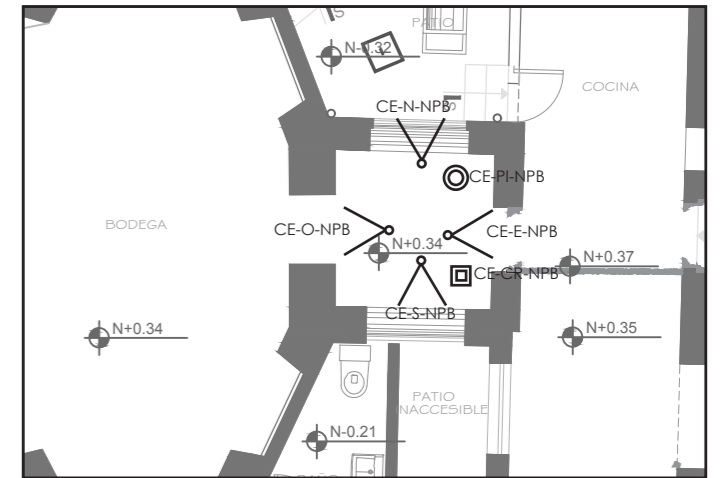 PATIO
N-0.32
COCINA
CE-N-NPB
CE-PI-NPB
BODEGA
CE-O-NPB
CE-E-NPB
N+0.34
N+0.37
CE-CR-NPB
CE-S-NPB
N+0.34
N+0.35
PATIO
INACCESIBLE
N-0.21